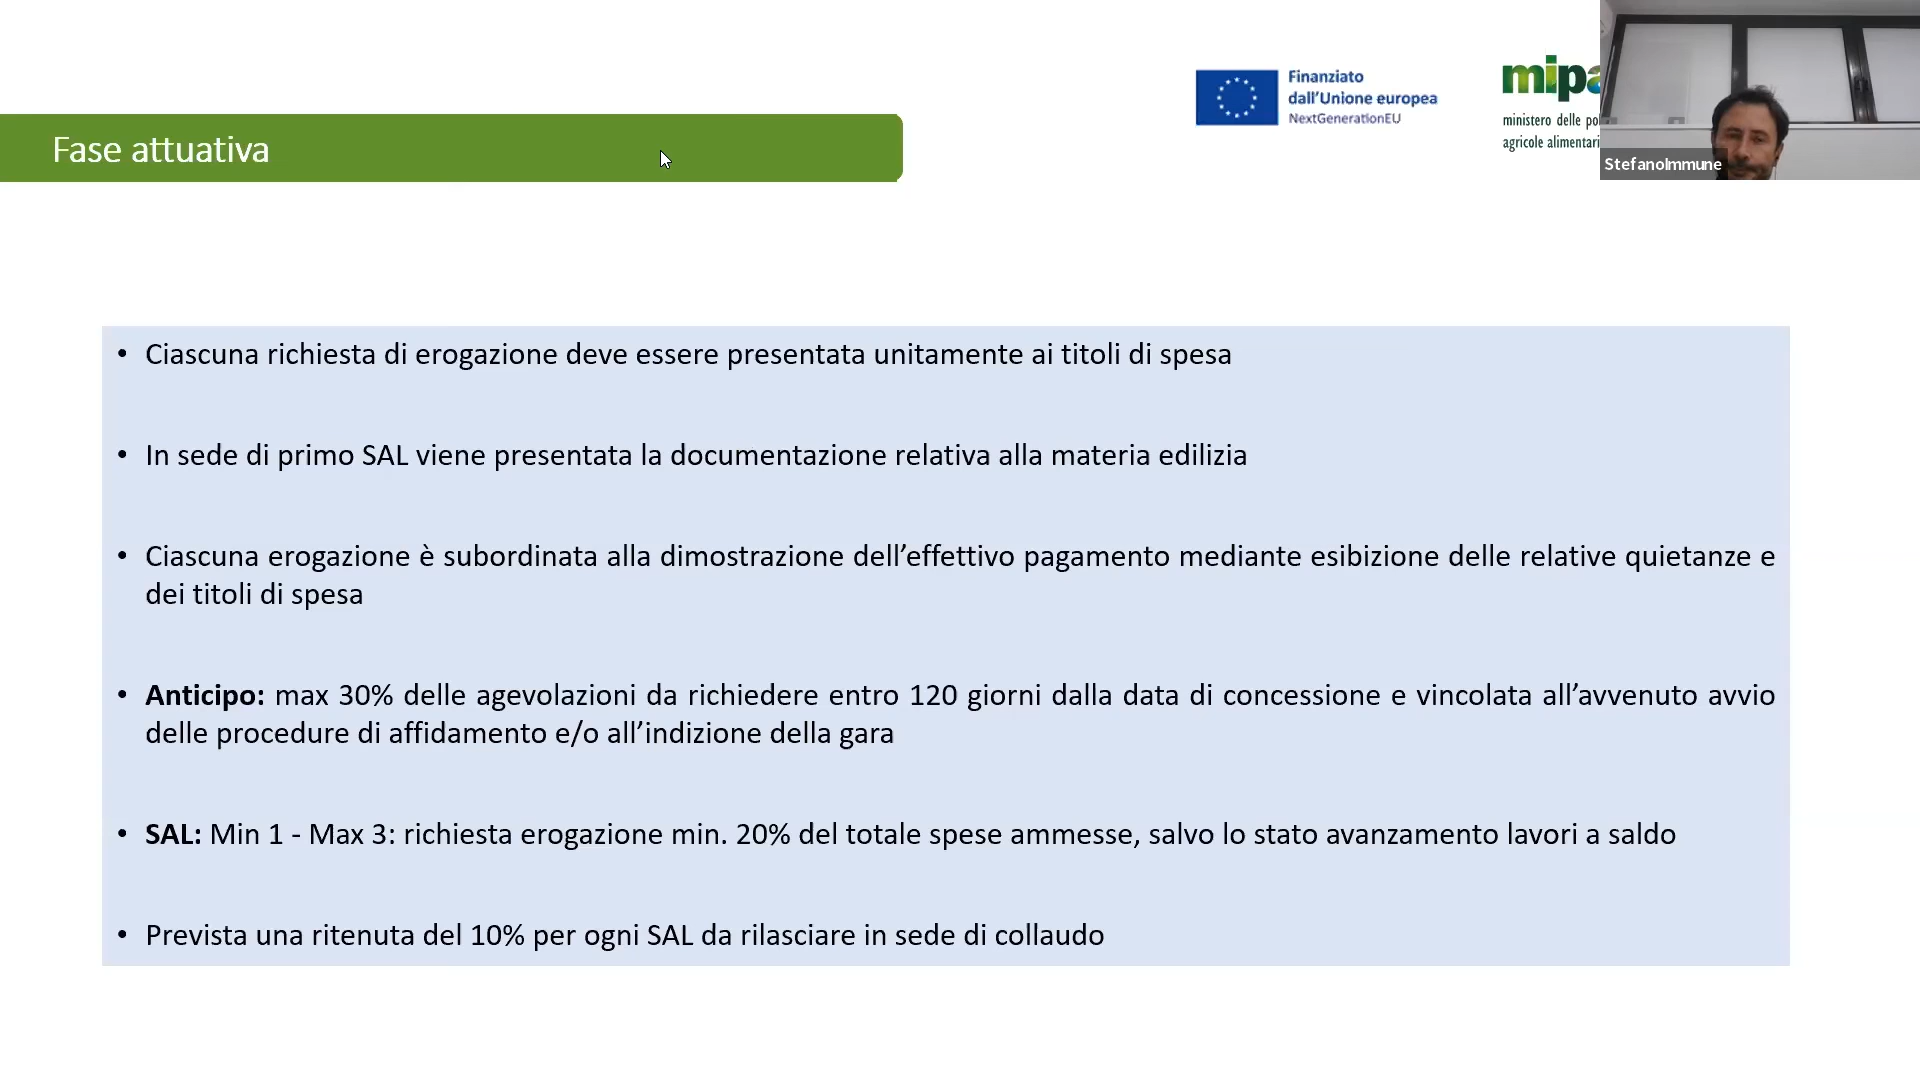 Finanziato
dall'Unione europea
NextGenerationEU
mipa
ministero delle po
agricole alimentari
StefanoImmune
Fase attuativa
• Ciascuna richiesta di erogazione deve essere presentata unitamente ai titoli di spesa
• In sede di primo SAL viene presentata la documentazione relativa alla materia edilizia
• Ciascuna erogazione è subordinata alla dimostrazione dell’effettivo pagamento mediante esibizione delle relative quietanze e
dei titoli di spesa
• Anticipo: max 30% delle agevolazioni da richiedere entro 120 giorni dalla data di concessione e vincolata all’avvenuto avvio
delle procedure di affidamento e/o all’indizione della gara
• SAL: Min 1 - Max 3: richiesta erogazione min. 20% del totale spese ammesse, salvo lo stato avanzamento lavori a saldo
• Prevista una ritenuta del 10% per ogni SAL da rilasciare in sede di collaudo